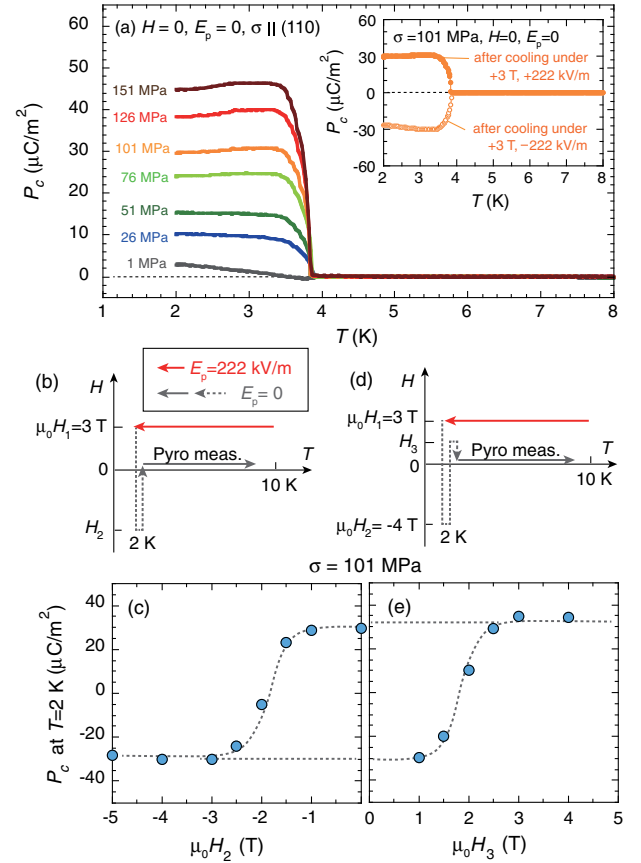 (a) H = 0, Eₚ = 0, σ || (110)
σ =101 MPa, H=0, Eₚ=0
after cooling under
+3 T, +222 kV/m
after cooling under
+3 T, −222 kV/m
P_c (μC/m²)
60
30
0
-30
-60
2 3 4 5 6 7 8
T (K)
151 MPa
126 MPa
101 MPa
76 MPa
51 MPa
26 MPa
1 MPa
P_c (μC/m²)
60
50
40
30
20
10
0
1 2 3 4 5 6 7 8
T (K)
(b)
Eₚ=222 kV/m
Eₚ= 0
H
μ₀H₁=3 T
0
H₂
Pyro meas.
T
10 K
2 K
(d)
H
μ₀H₁=3 T
H₃
0
μ₀H₂= -4 T
Pyro meas.
T
10 K
2 K
σ = 101 MPa
(c)
P_c at T=2 K (μC/m²)
40
20
0
-20
-40
-5 -4 -3 -2 -1
μ₀H₂ (T)
(e)
0 1 2 3 4 5
μ₀H₃ (T)